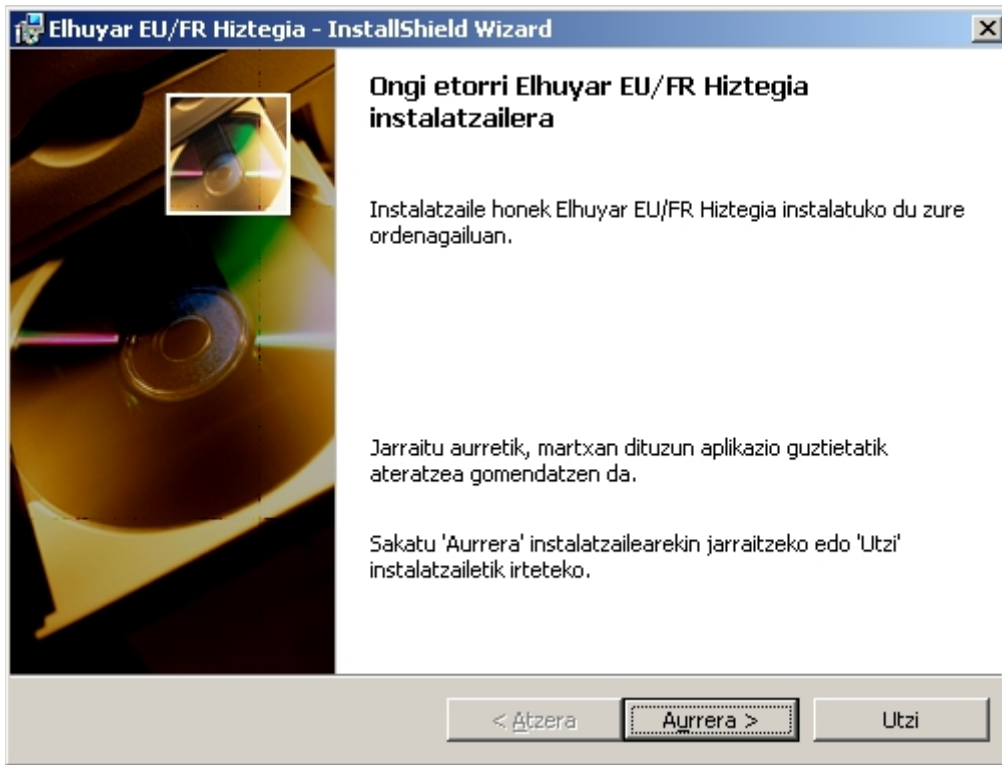 Elhuyar EU/FR Hiztegia - InstallShield Wizard
Ongi etorri Elhuyar EU/FR Hiztegia
instalatzailera
Instalatzaile honek Elhuyar EU/FR Hiztegia instalatuko du zure
ordenagailuan.
Jarraitu aurretik, martxan dituzun aplikazio guztietatik
ateratzea gomendatzen da.
Sakatu 'Aurrera' instalatzailearekin jarraitzeko edo 'Utzi'
instalatzailetik irteteko.
< Atzera
Aurrera >
Utzi